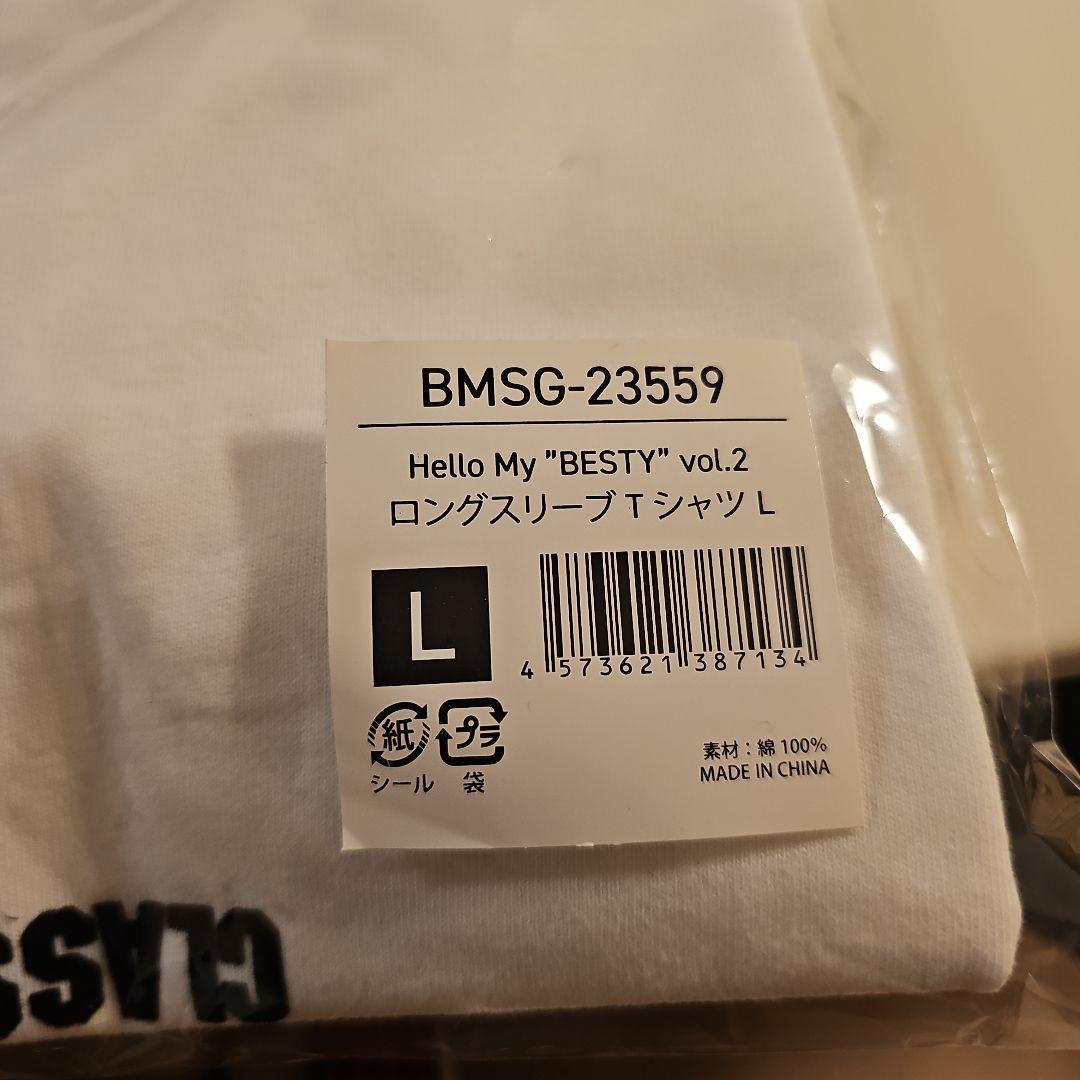 BMSG-23559
Hello My ”BESTY” vol.2
ロングスリーブ T シャツ L
L
4 573621 387134
紙 プラ
シール 袋
素材：綿 100%
MADE IN CHINA
CLASS